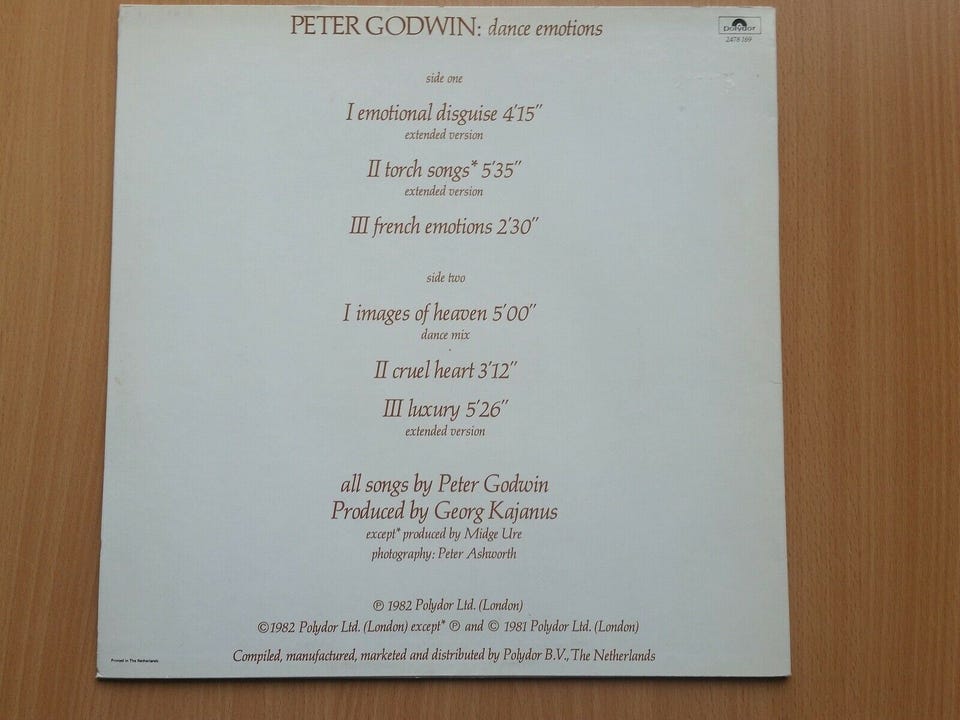 PETER GODWIN: dance emotions
Polydor
2478 169
side one
I emotional disguise 4'15"
extended version
II torch songs* 5'35"
extended version
III french emotions 2'30"
side two
I images of heaven 5'00"
dance mix
II cruel heart 3'12"
III luxury 5'26"
extended version
all songs by Peter Godwin
Produced by Georg Kajanus
except* produced by Midge Ure
photography: Peter Ashworth
℗ 1982 Polydor Ltd. (London)
©1982 Polydor Ltd. (London) except* ℗ and © 1981 Polydor Ltd. (London)
Compiled, manufactured, marketed and distributed by Polydor B.V., The Netherlands
Printed in The Netherlands